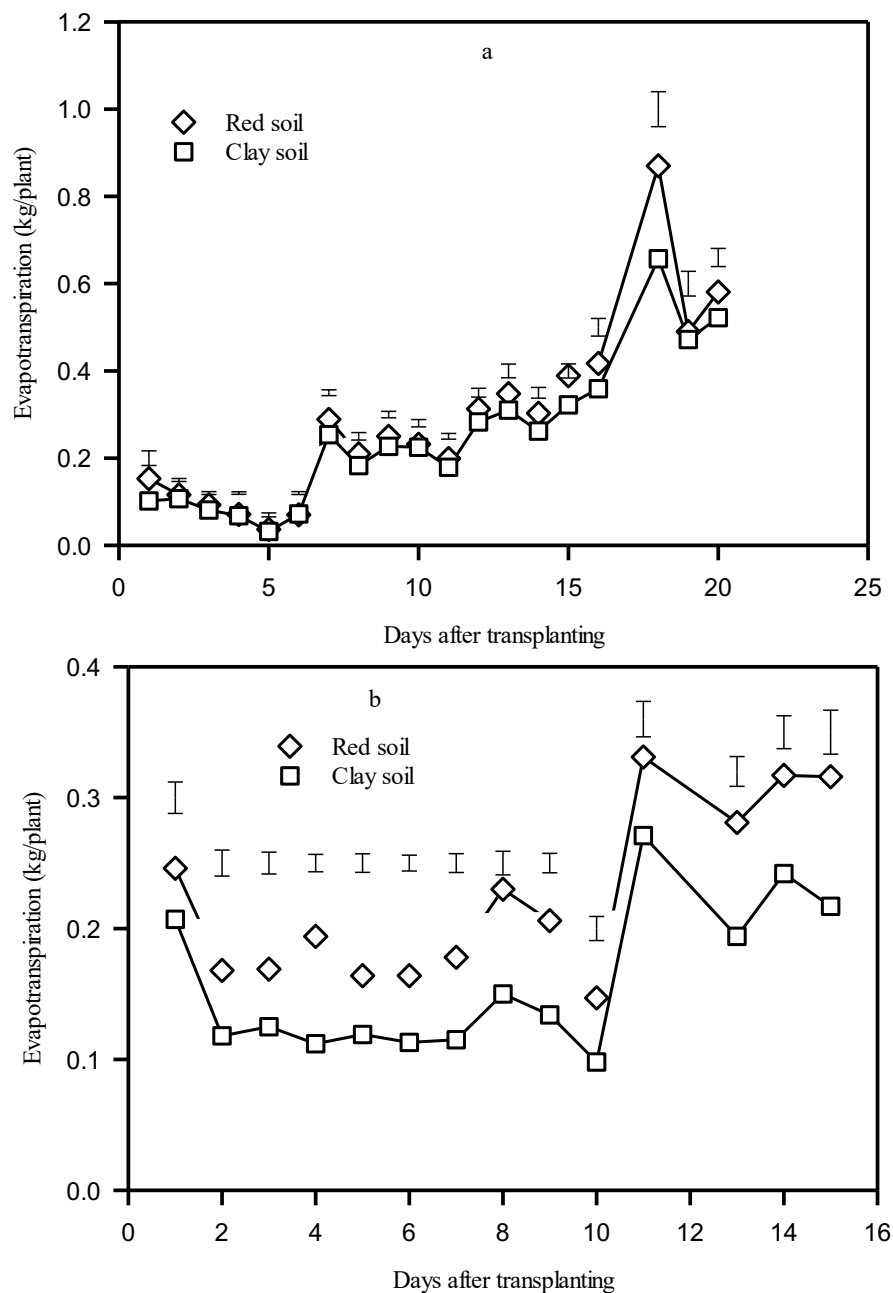 1.2
a
1.0
Red soil
Clay soil
0.8
Evapotranspiration (kg/plant)
0.6
0.4
0.2
0.0
0 5 10 15 20 25
Days after transplanting
0.4
b
Red soil
Clay soil
0.3
Evapotranspiration (kg/plant)
0.2
0.1
0.0
0 2 4 6 8 10 12 14 16
Days after transplanting